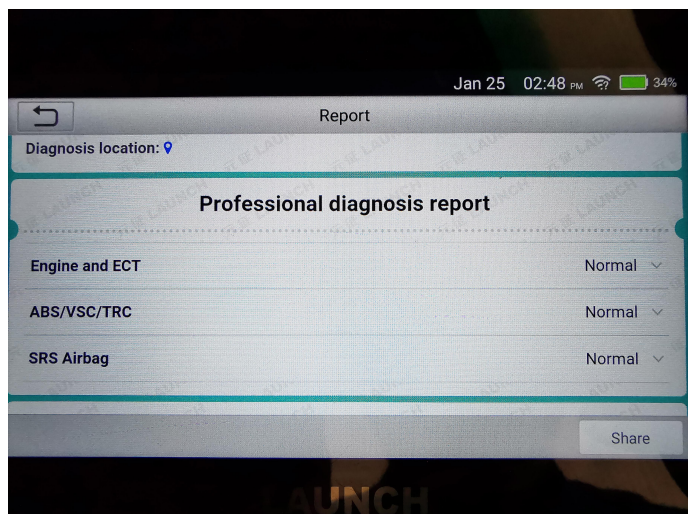 Jan 25 02:48 PM 34%
Report
Diagnosis location:
Professional diagnosis report
Engine and ECT Normal
ABS/VSC/TRC Normal
SRS Airbag Normal
Share
LAUNCH